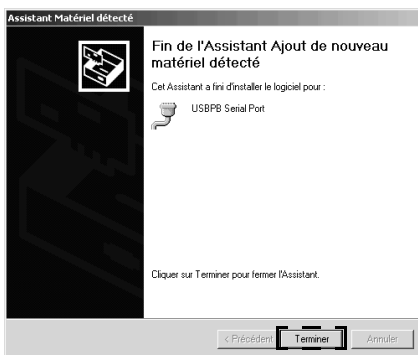 Assistant Matériel détecté
Fin de l'Assistant Ajout de nouveau
matériel détecté
Cet Assistant a fini d'installer le logiciel pour :
USBPB Serial Port
Cliquer sur Terminer pour fermer l'Assistant.
< Précédent
Terminer
Annuler